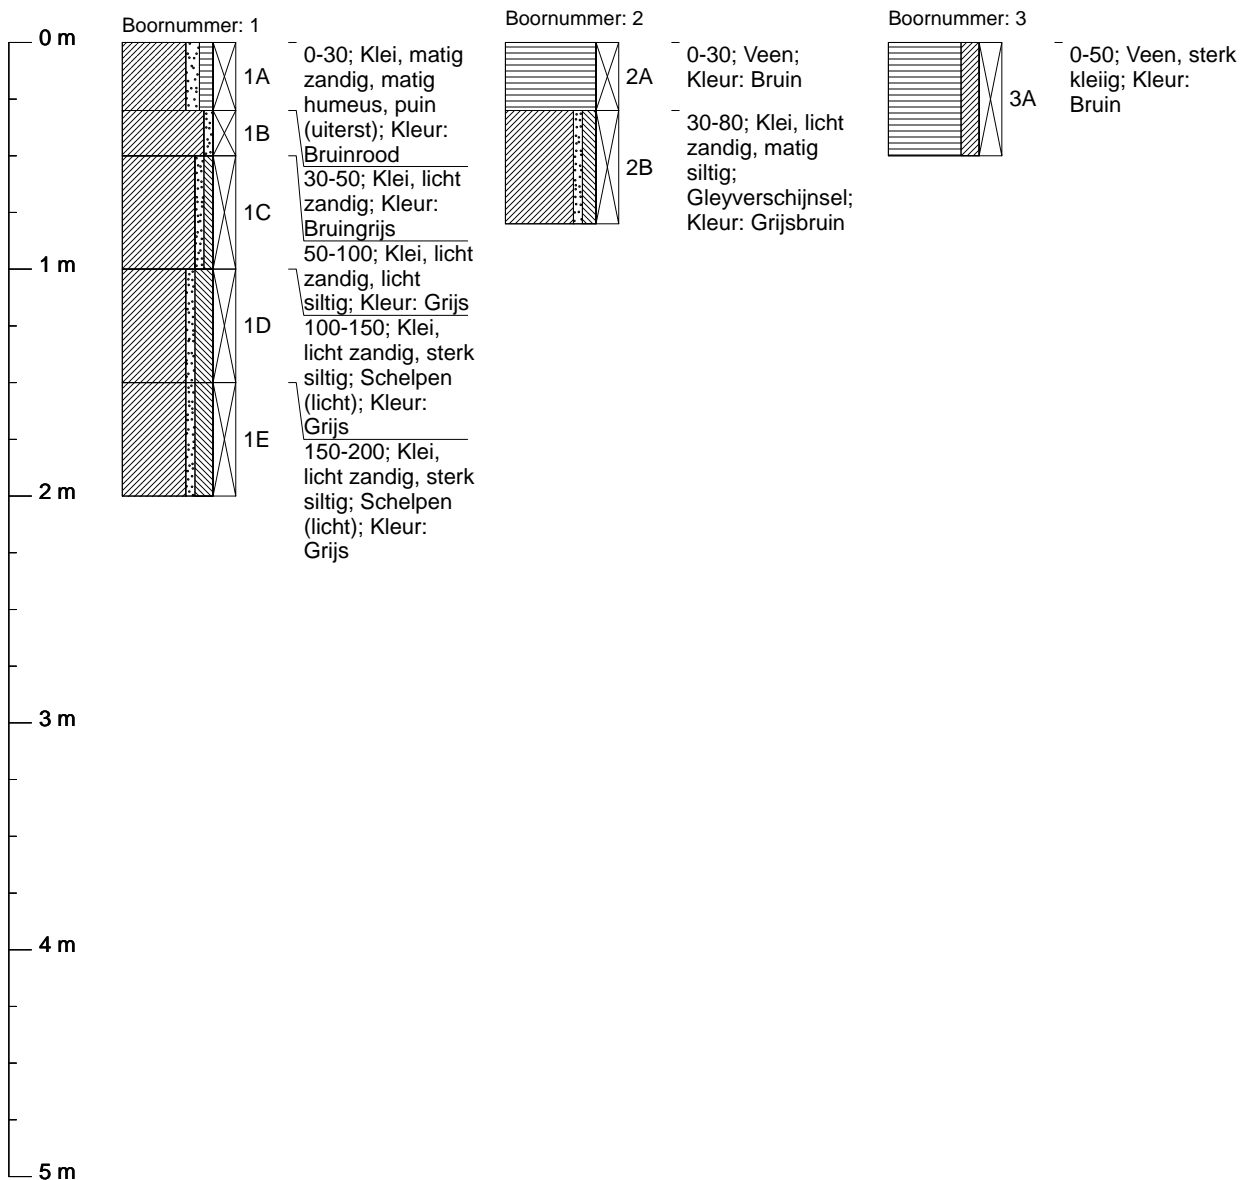 Boornummer: 1
0 m
1 m
2 m
3 m
4 m
5 m
1A
1B
1C
1D
1E
0-30; Klei, matig
zandig, matig
humeus, puin
(uiterst); Kleur:
Bruinrood
30-50; Klei, licht
zandig; Kleur:
Bruingrijs
50-100; Klei, licht
zandig, licht
siltig; Kleur: Grijs
100-150; Klei,
licht zandig, sterk
siltig; Schelpen
(licht); Kleur:
Grijs
150-200; Klei,
licht zandig, sterk
siltig; Schelpen
(licht); Kleur:
Grijs
Boornummer: 2
2A
2B
0-30; Veen;
Kleur: Bruin
30-80; Klei, licht
zandig, matig
siltig;
Gleyverschijnsel;
Kleur: Grijsbruin
Boornummer: 3
3A
0-50; Veen, sterk
kleiig; Kleur:
Bruin